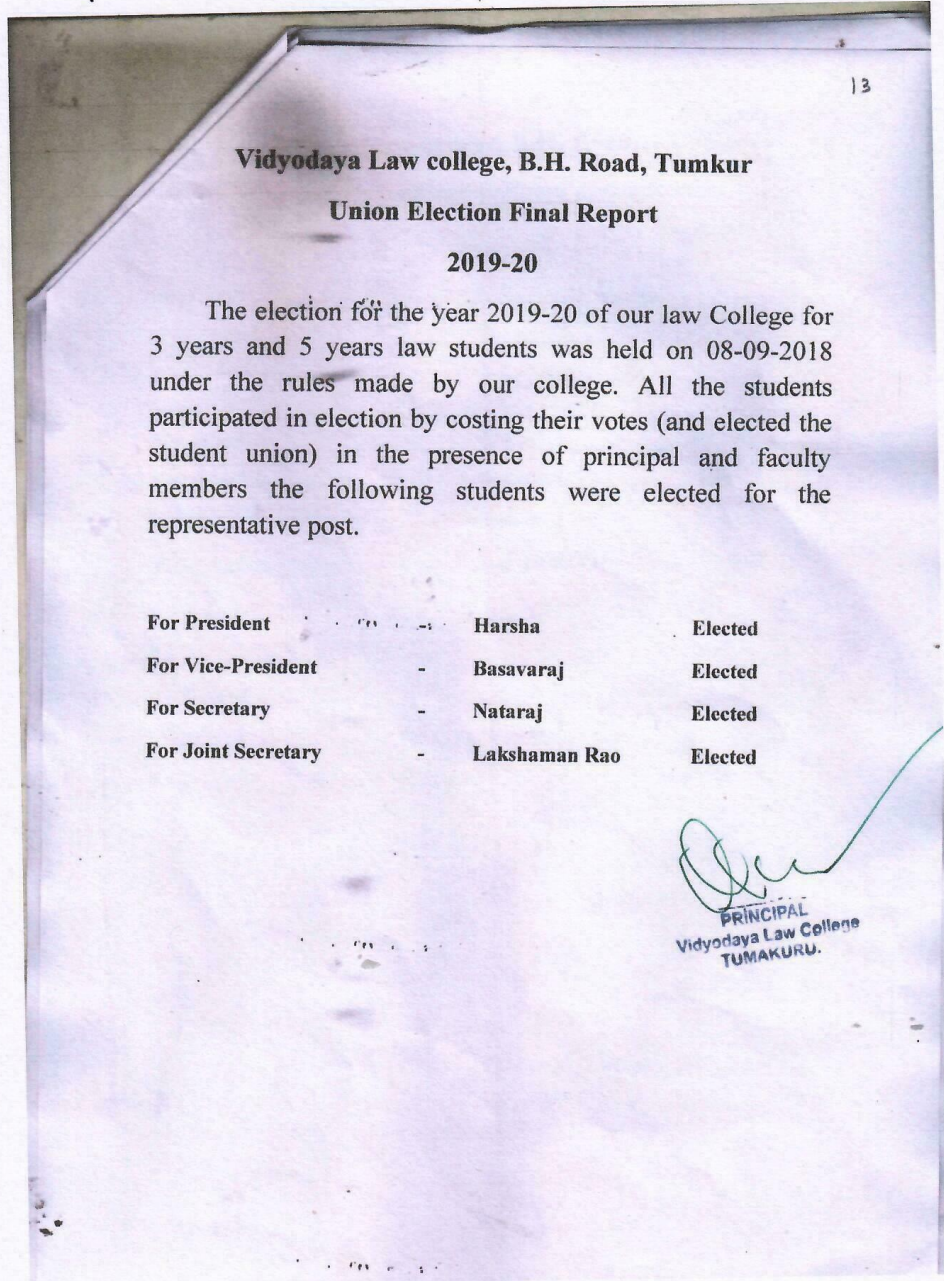 13
Vidyodaya Law college, B.H. Road, Tumkur
Union Election Final Report
2019-20
The election for the year 2019-20 of our law College for
3 years and 5 years law students was held on 08-09-2018
under the rules made by our college. All the students
participated in election by costing their votes (and elected the
student union) in the presence of principal and faculty
members the following students were elected for the
representative post.
For President - Harsha Elected
For Vice-President - Basavaraj Elected
For Secretary - Nataraj Elected
For Joint Secretary - Lakshaman Rao Elected
PRINCIPAL
Vidyodaya Law College
TUMAKURU.